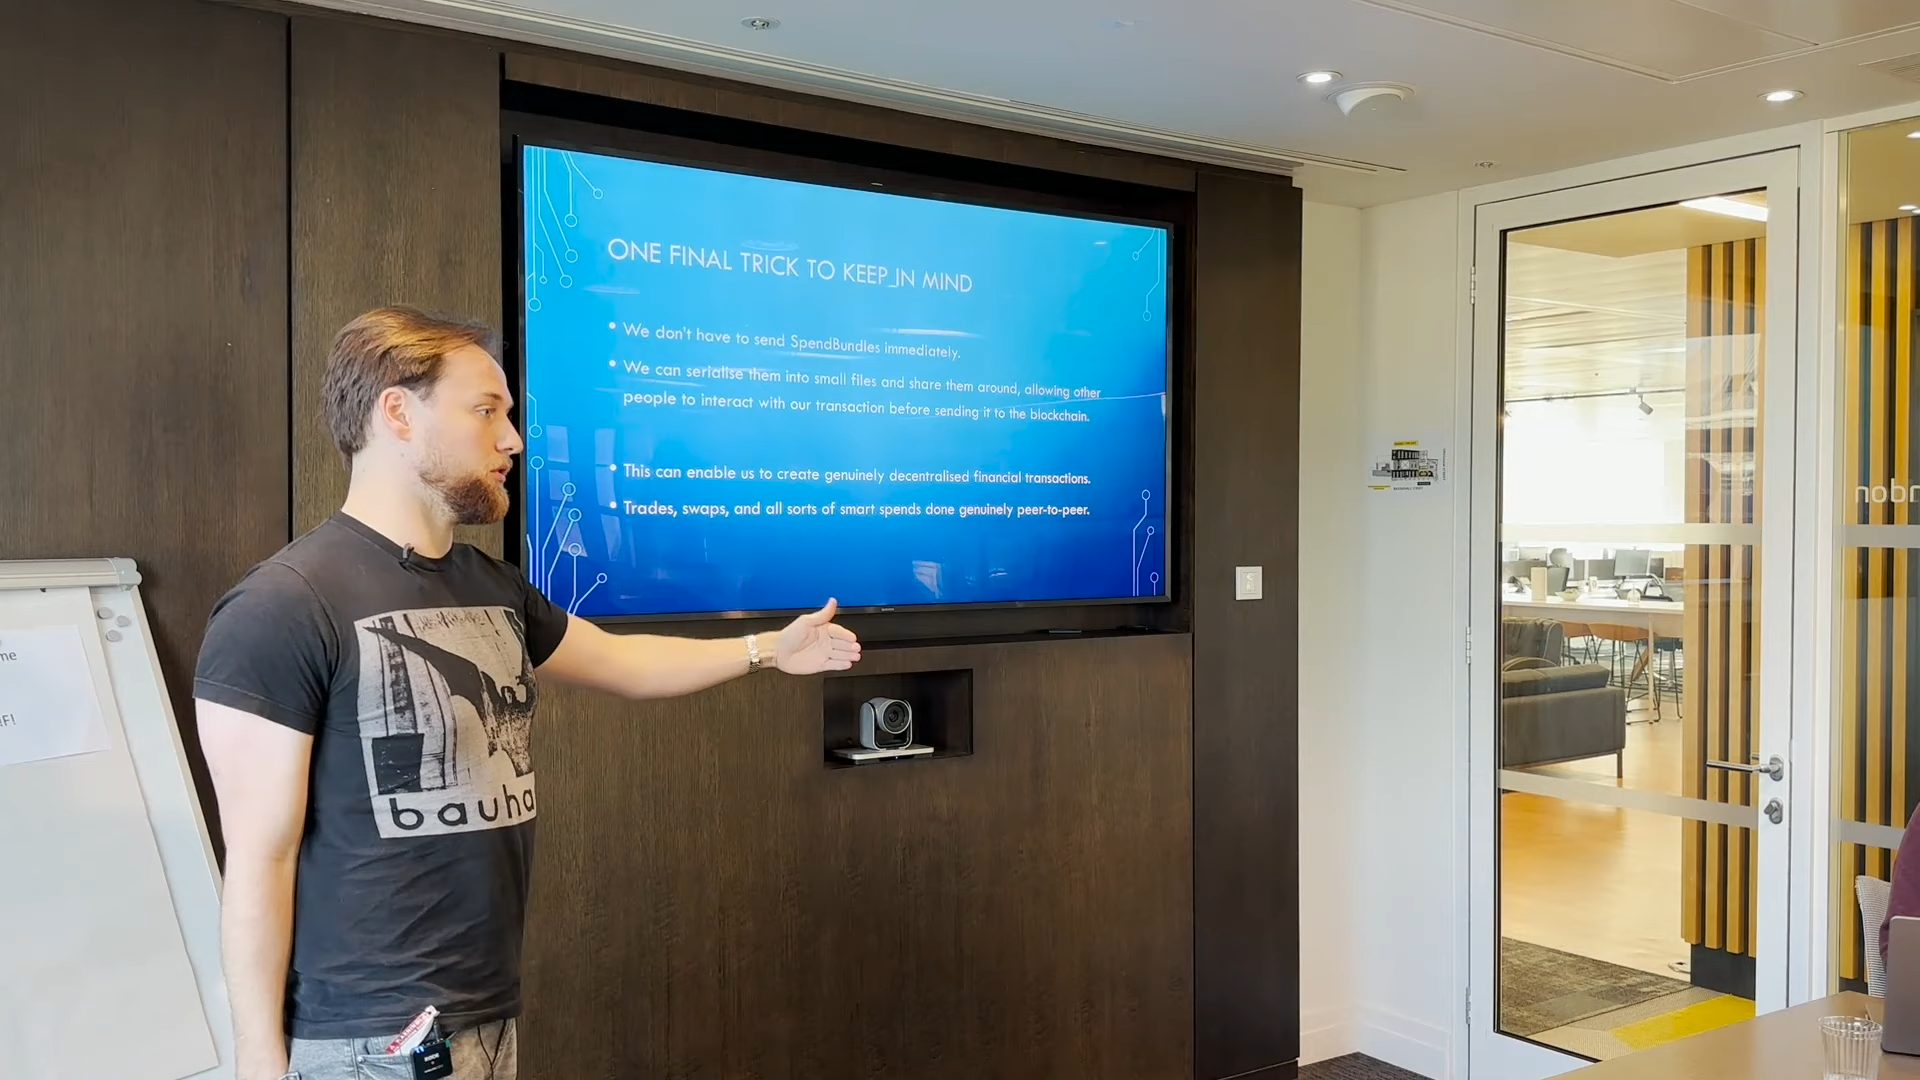 ONE FINAL TRICK TO KEEP IN MIND
• We don't have to send SpendBundles immediately.
• We can serialise them into small files and share them around, allowing other
people to interact with our transaction before sending it to the blockchain.
• This can enable us to create genuinely decentralised financial transactions.
• Trades, swaps, and all sorts of smart spends done genuinely peer-to-peer.
me
F!
bauha